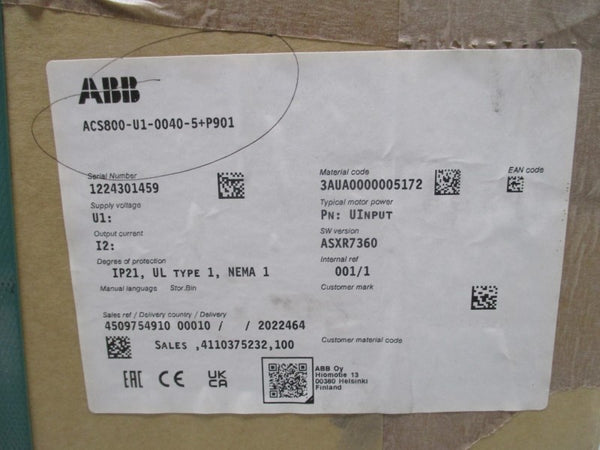 ABB
ACS800-U1-0040-5+P901
Serial Number
1224301459
Supply voltage
U1:
Output current
I2:
Degree of protection
IP21, UL TYPE 1, NEMA 1
Manual language Stor.Bin
Material code
3AUA0000005172
EAN code
Typical motor power
PN: UINPUT
SW version
ASXR7360
Internal ref
001/1
Customer mark
Sales ref / Delivery country / Delivery
4509754910 00010 / / 2022464
SALES ,4110375232,100
Customer material code
EAC CE UK CA
ABB Oy
Hiomotie 13
00380 Helsinki
Finland